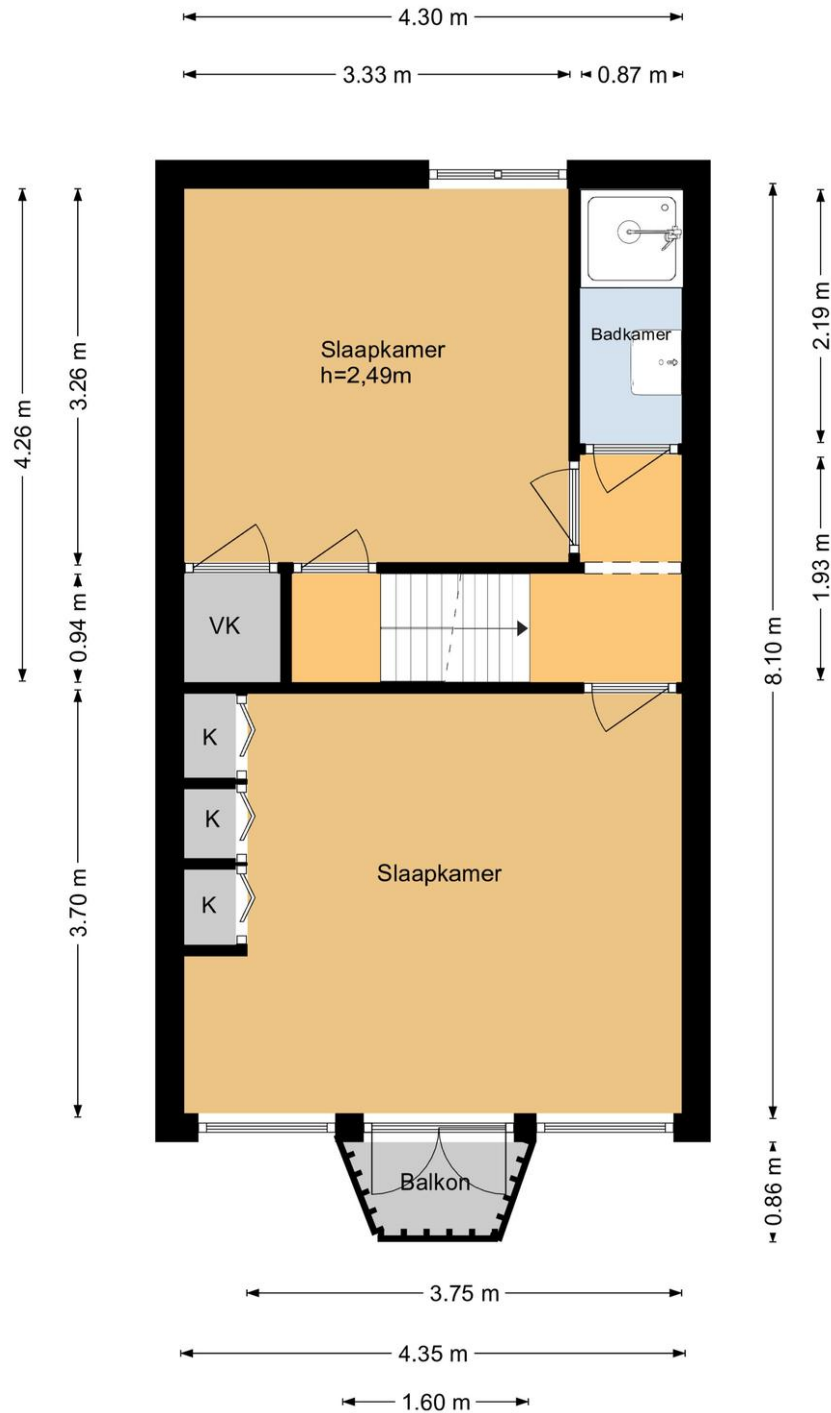 4.30 m
3.33 m
0.87 m
4.26 m
3.26 m
2.19 m
Badkamer
Slaapkamer
h=2,49m
1.93 m
0.94 m
VK
8.10 m
K
K
K
3.70 m
Slaapkamer
Balkon
0.86 m
3.75 m
4.35 m
1.60 m